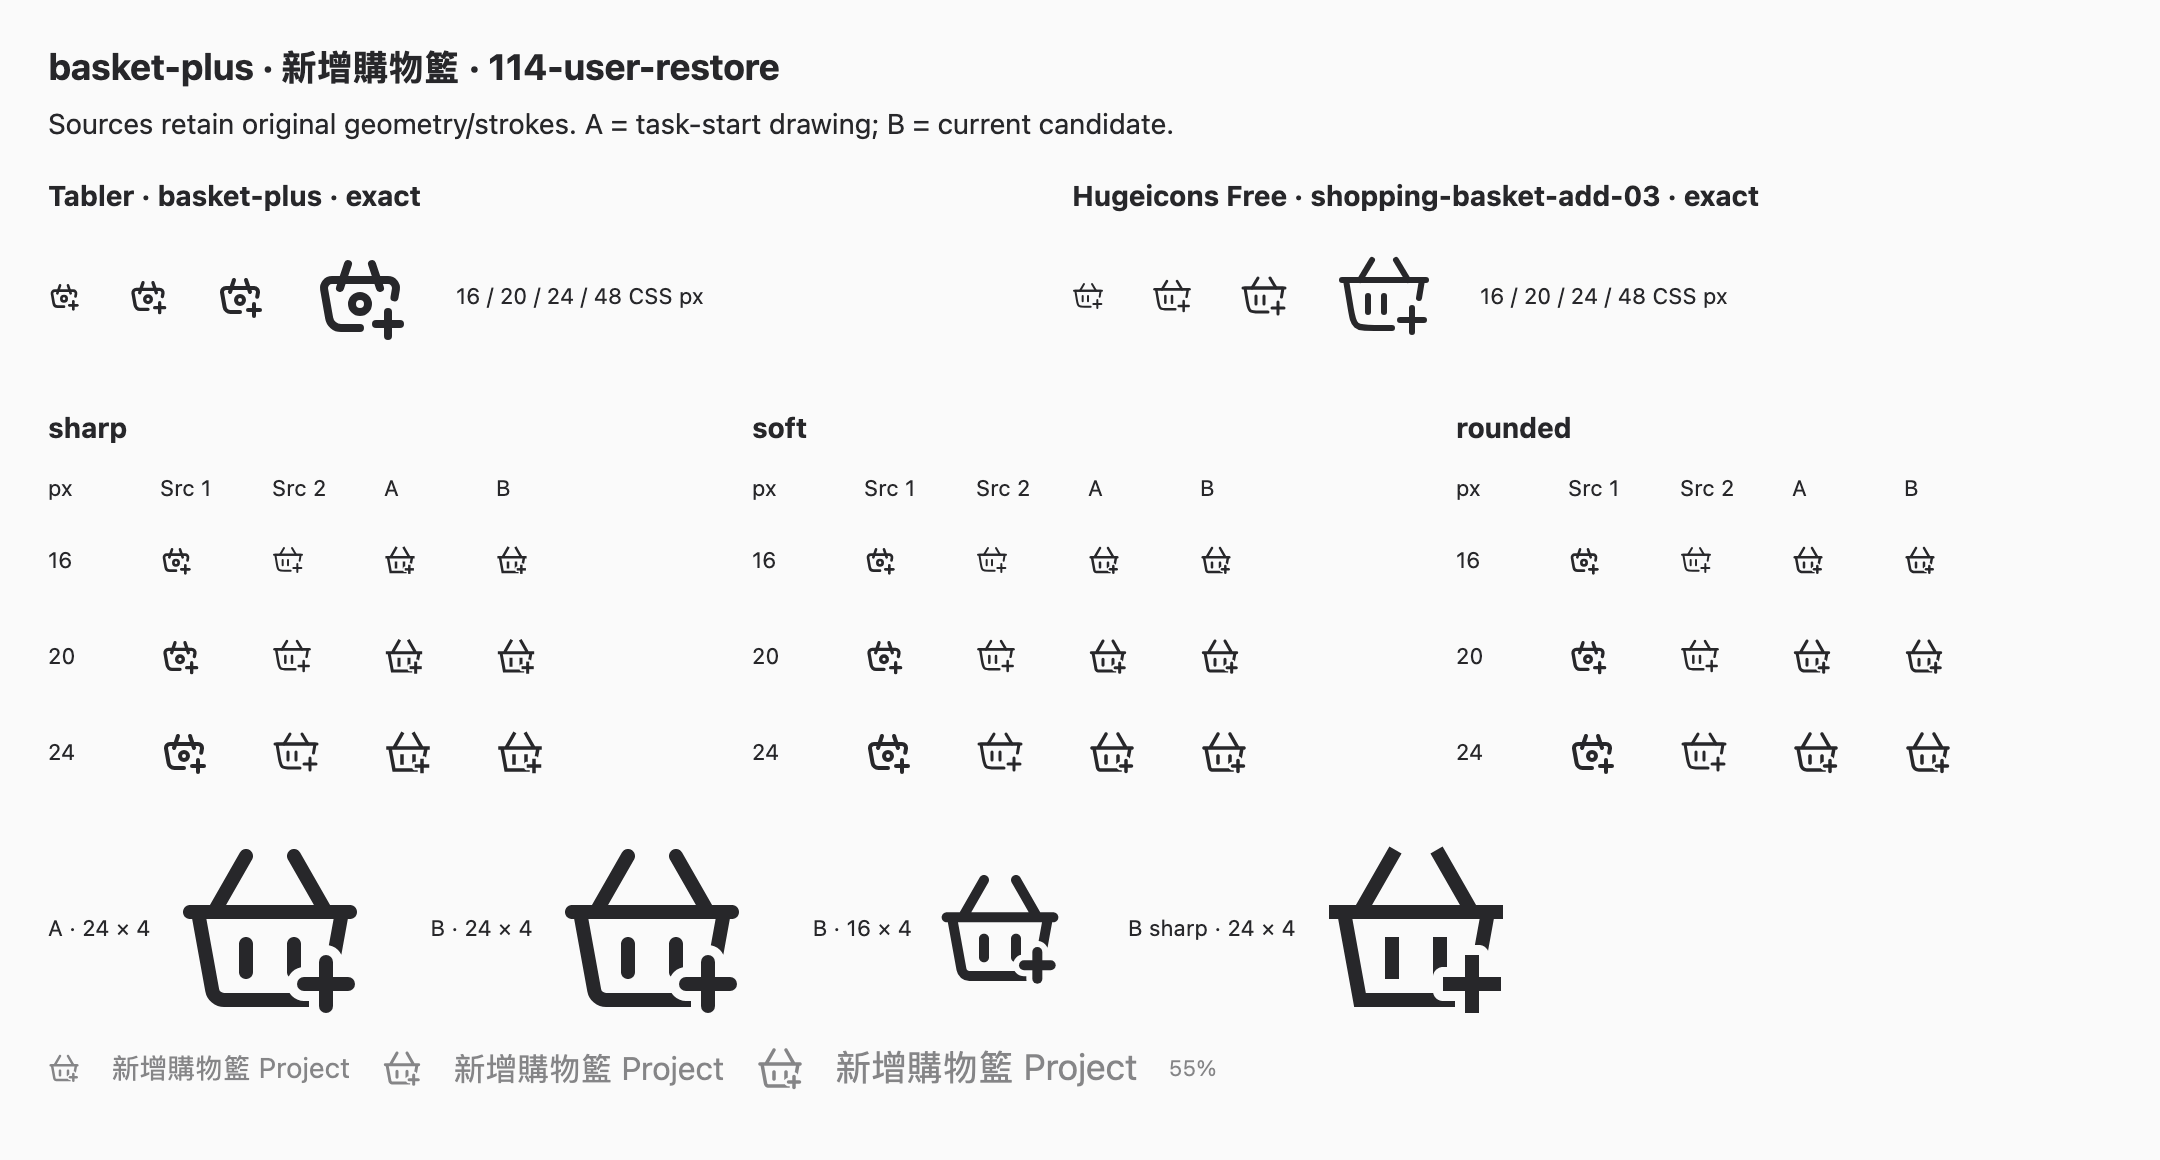 basket-plus · 新增購物籃 · 114-user-restore
Sources retain original geometry/strokes. A = task-start drawing; B = current candidate.
Tabler · basket-plus · exact
16 / 20 / 24 / 48 CSS px
Hugeicons Free · shopping-basket-add-03 · exact
16 / 20 / 24 / 48 CSS px
sharp
px Src 1 Src 2 A B
16
20
24
soft
px Src 1 Src 2 A B
16
20
24
rounded
px Src 1 Src 2 A B
16
20
24
A · 24 × 4
B · 24 × 4
B · 16 × 4
B sharp · 24 × 4
新增購物籃 Project 新增購物籃 Project 新增購物籃 Project 55%